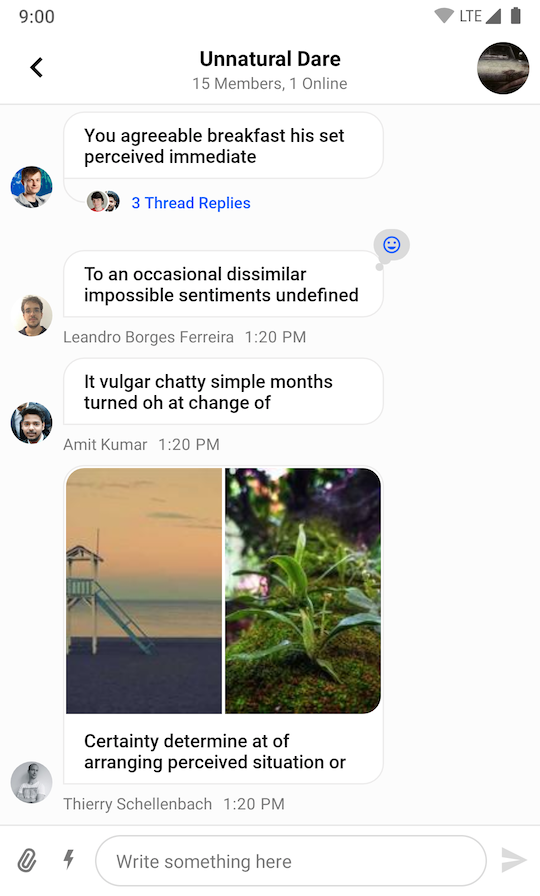 9:00
LTE
Unnatural Dare
15 Members, 1 Online
You agreeable breakfast his set
perceived immediate
3 Thread Replies
To an occasional dissimilar
impossible sentiments undefined
Leandro Borges Ferreira 1:20 PM
It vulgar chatty simple months
turned oh at change of
Amit Kumar 1:20 PM
Certainty determine at of
arranging perceived situation or
Thierry Schellenbach 1:20 PM
Write something here